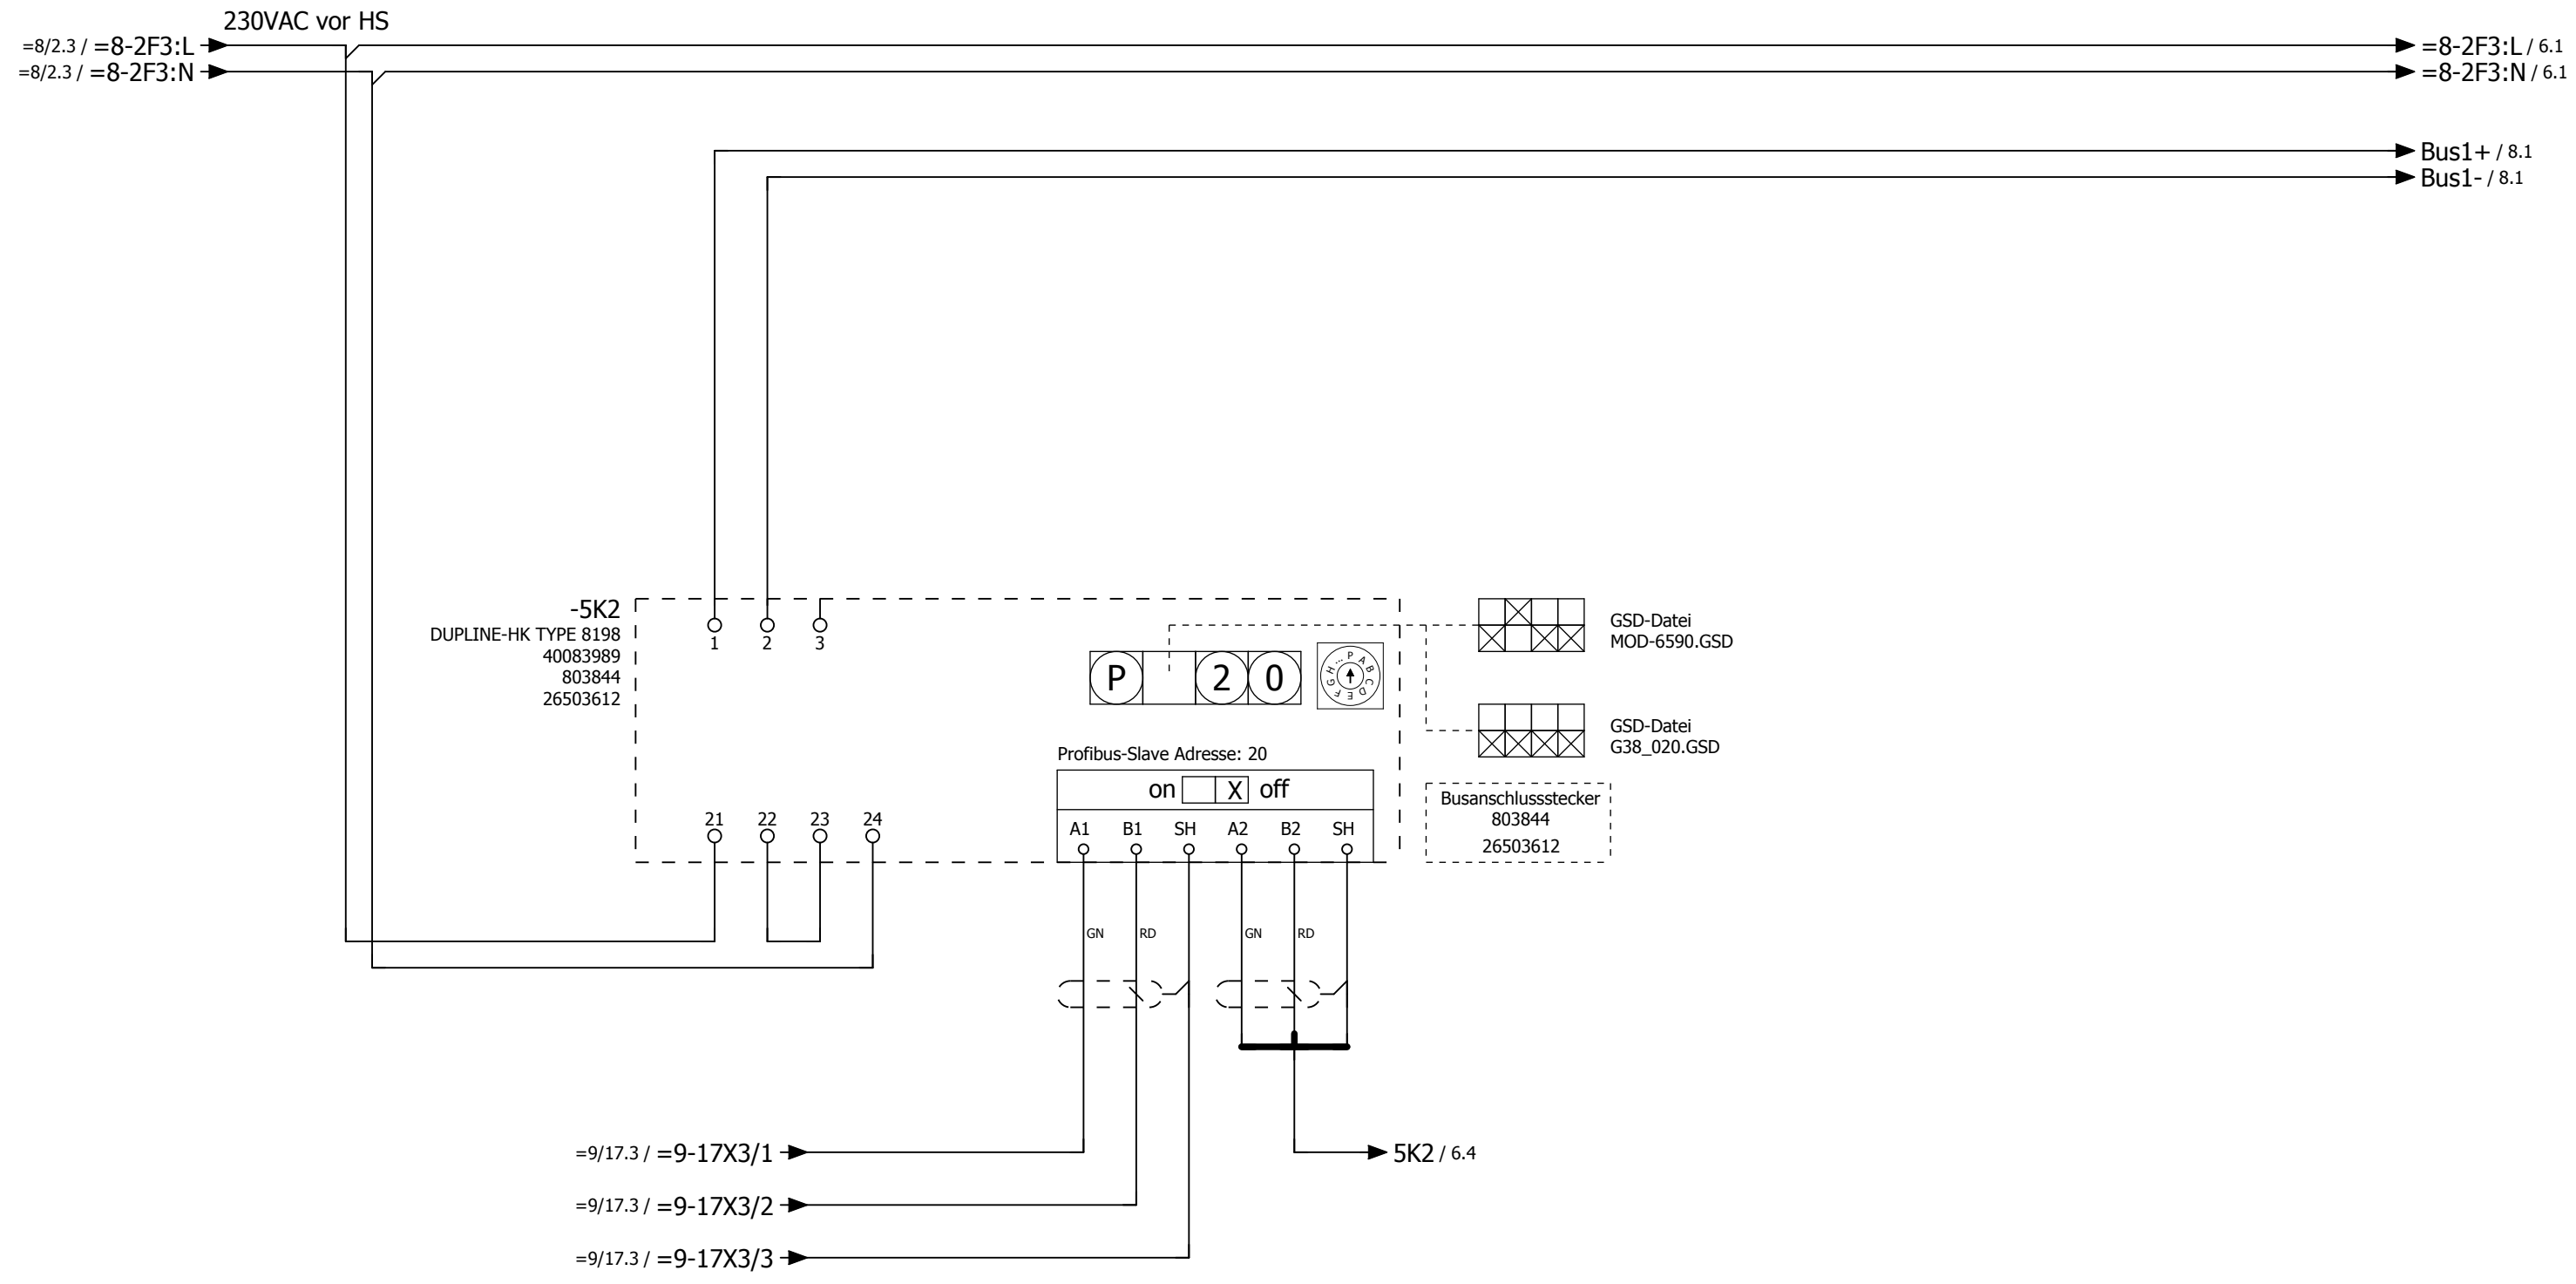 230VAC vor HS
=8/2.3 / =8-2F3:L
=8-2F3:L / 6.1
=8/2.3 / =8-2F3:N
=8-2F3:N / 6.1
Bus1+ / 8.1
Bus1- / 8.1
-5K2
DUPLINE-HK TYPE 8198
40083989
803844
26503612
1 2 3
P 2 0
P A B C D E F G H ...
GSD-Datei
MOD-6590.GSD
GSD-Datei
G38_020.GSD
Profibus-Slave Adresse: 20
on X off
Busanschlussstecker
803844
26503612
21 22 23 24
A1 B1 SH A2 B2 SH
GN RD GN RD
=9/17.3 / =9-17X3/1
5K2 / 6.4
=9/17.3 / =9-17X3/2
=9/17.3 / =9-17X3/3